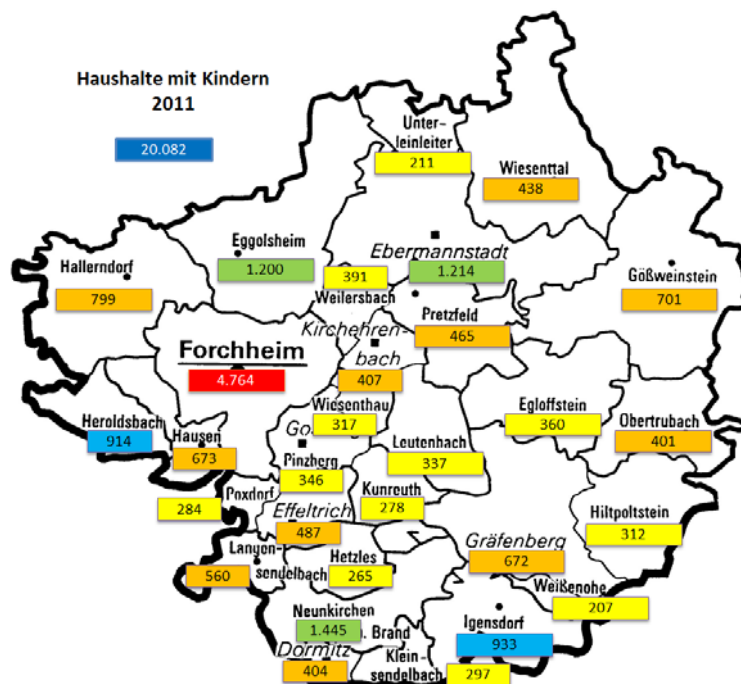 Haushalte mit Kindern
2011
20.082
Unter-
leinleiter
211
Wiesenttal
438
Eggolsheim
1.200
Ebermannstadt
1.214
391
Weilersbach
Hallerndorf
799
Gößweinstein
701
Pretzfeld
465
Kirchehren-
bach
407
Forchheim
4.764
Wiesenthau
317
Go
Egloffstein
360
Obertrubach
401
Heroldsbach
914
Hausen
673
Leutenbach
337
Pinzberg
346
Kunreuth
278
284
Poxdorf
Effeltrich
487
Hiltpoltstein
312
Gräfenberg
672
Langen-
sendelbach
560
Hetzles
265
Weißenohe
207
Neunkirchen
1.445
a. Brand
Igensdorf
933
Dormitz
404
Klein-
sendelbach
297